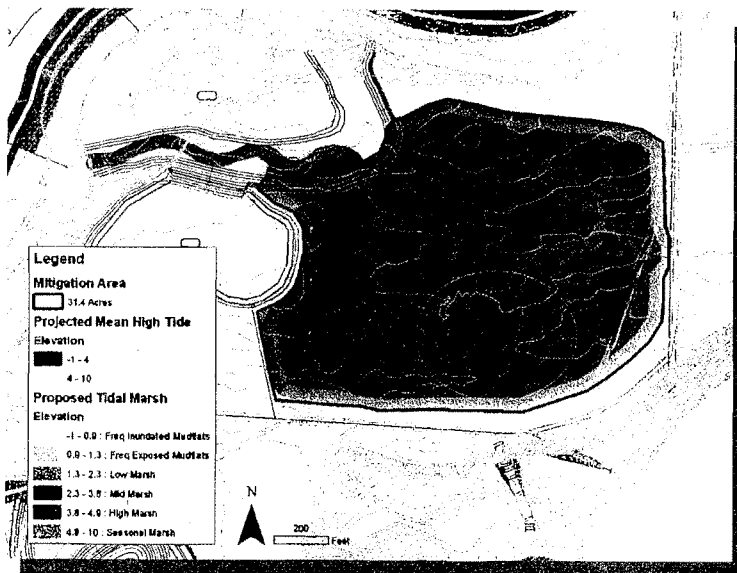 Legend
Mitigation Area
31.4 Acres
Projected Mean High Tide
Elevation
-1 - 4
4 - 10
Proposed Tidal Marsh
Elevation
-1 - 0.9 : Freq Inundated Mudflats
0.9 - 1.3 : Freq Exposed Mudflats
1.3 - 2.3 : Low Marsh
2.3 - 3.8 : Mid Marsh
3.8 - 4.9 : High Marsh
4.9 - 10 : Seasonal Marsh
N
200
Feet